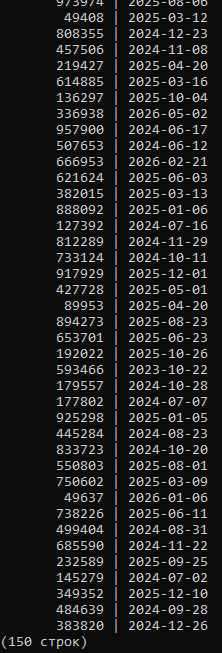 973974 | 2025-08-06
49408 | 2025-03-12
808355 | 2024-12-23
457506 | 2024-11-08
219427 | 2025-04-20
614885 | 2025-03-16
136297 | 2025-10-04
336938 | 2026-05-02
957900 | 2024-06-17
507653 | 2024-06-12
666953 | 2026-02-21
621624 | 2025-06-03
382015 | 2025-03-13
888092 | 2025-01-06
127392 | 2024-07-16
812289 | 2024-11-29
733124 | 2024-10-11
917929 | 2025-12-01
427728 | 2025-05-01
89953 | 2025-04-20
894273 | 2025-08-23
653701 | 2025-06-23
192022 | 2025-10-26
593466 | 2023-10-22
179557 | 2024-10-28
177802 | 2024-07-07
925298 | 2025-01-05
445284 | 2024-08-23
833723 | 2024-10-20
550803 | 2025-08-01
750602 | 2025-03-09
49637 | 2026-01-06
738226 | 2025-06-11
499404 | 2024-08-31
685590 | 2024-11-22
232589 | 2025-09-25
145279 | 2024-07-02
349352 | 2025-12-10
484639 | 2024-09-28
383820 | 2024-12-26
(150 строк)